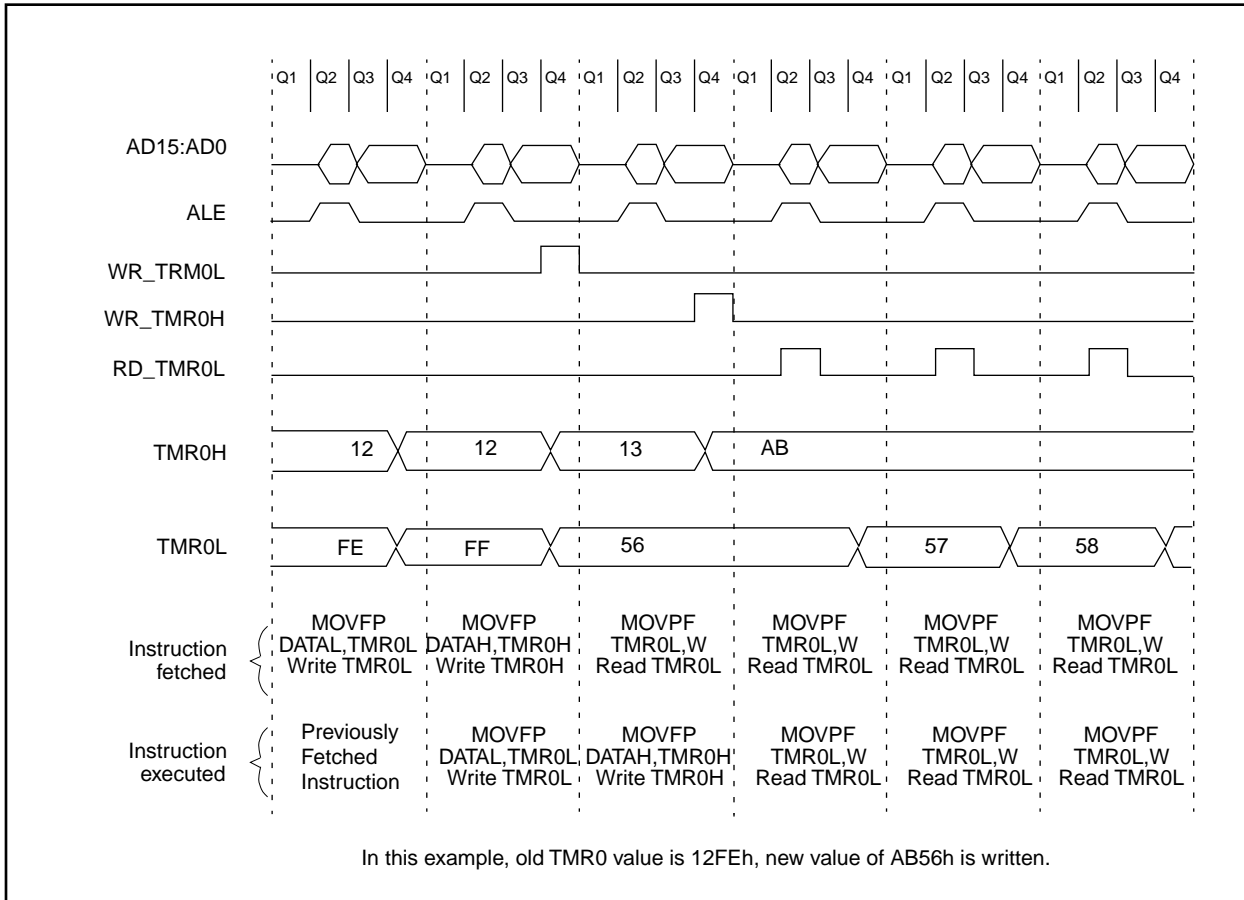 Q1 Q2 Q3 Q4 Q1 Q2 Q3 Q4 Q1 Q2 Q3 Q4 Q1 Q2 Q3 Q4 Q1 Q2 Q3 Q4 Q1 Q2 Q3 Q4
AD15:AD0
ALE
WR_TRM0L
WR_TMR0H
RD_TMR0L
TMR0H 12 12 13 AB
TMR0L FE FF 56 57 58
Instruction
fetched
MOVFP
DATAL,TMR0L
Write TMR0L
MOVFP
DATAH,TMR0H
Write TMR0H
MOVPF
TMR0L,W
Read TMR0L
MOVPF
TMR0L,W
Read TMR0L
MOVPF
TMR0L,W
Read TMR0L
MOVPF
TMR0L,W
Read TMR0L
Instruction
executed
Previously
Fetched
Instruction
MOVFP
DATAL,TMR0L
Write TMR0L
MOVFP
DATAH,TMR0H
Write TMR0H
MOVPF
TMR0L,W
Read TMR0L
MOVPF
TMR0L,W
Read TMR0L
MOVPF
TMR0L,W
Read TMR0L
In this example, old TMR0 value is 12FEh, new value of AB56h is written.